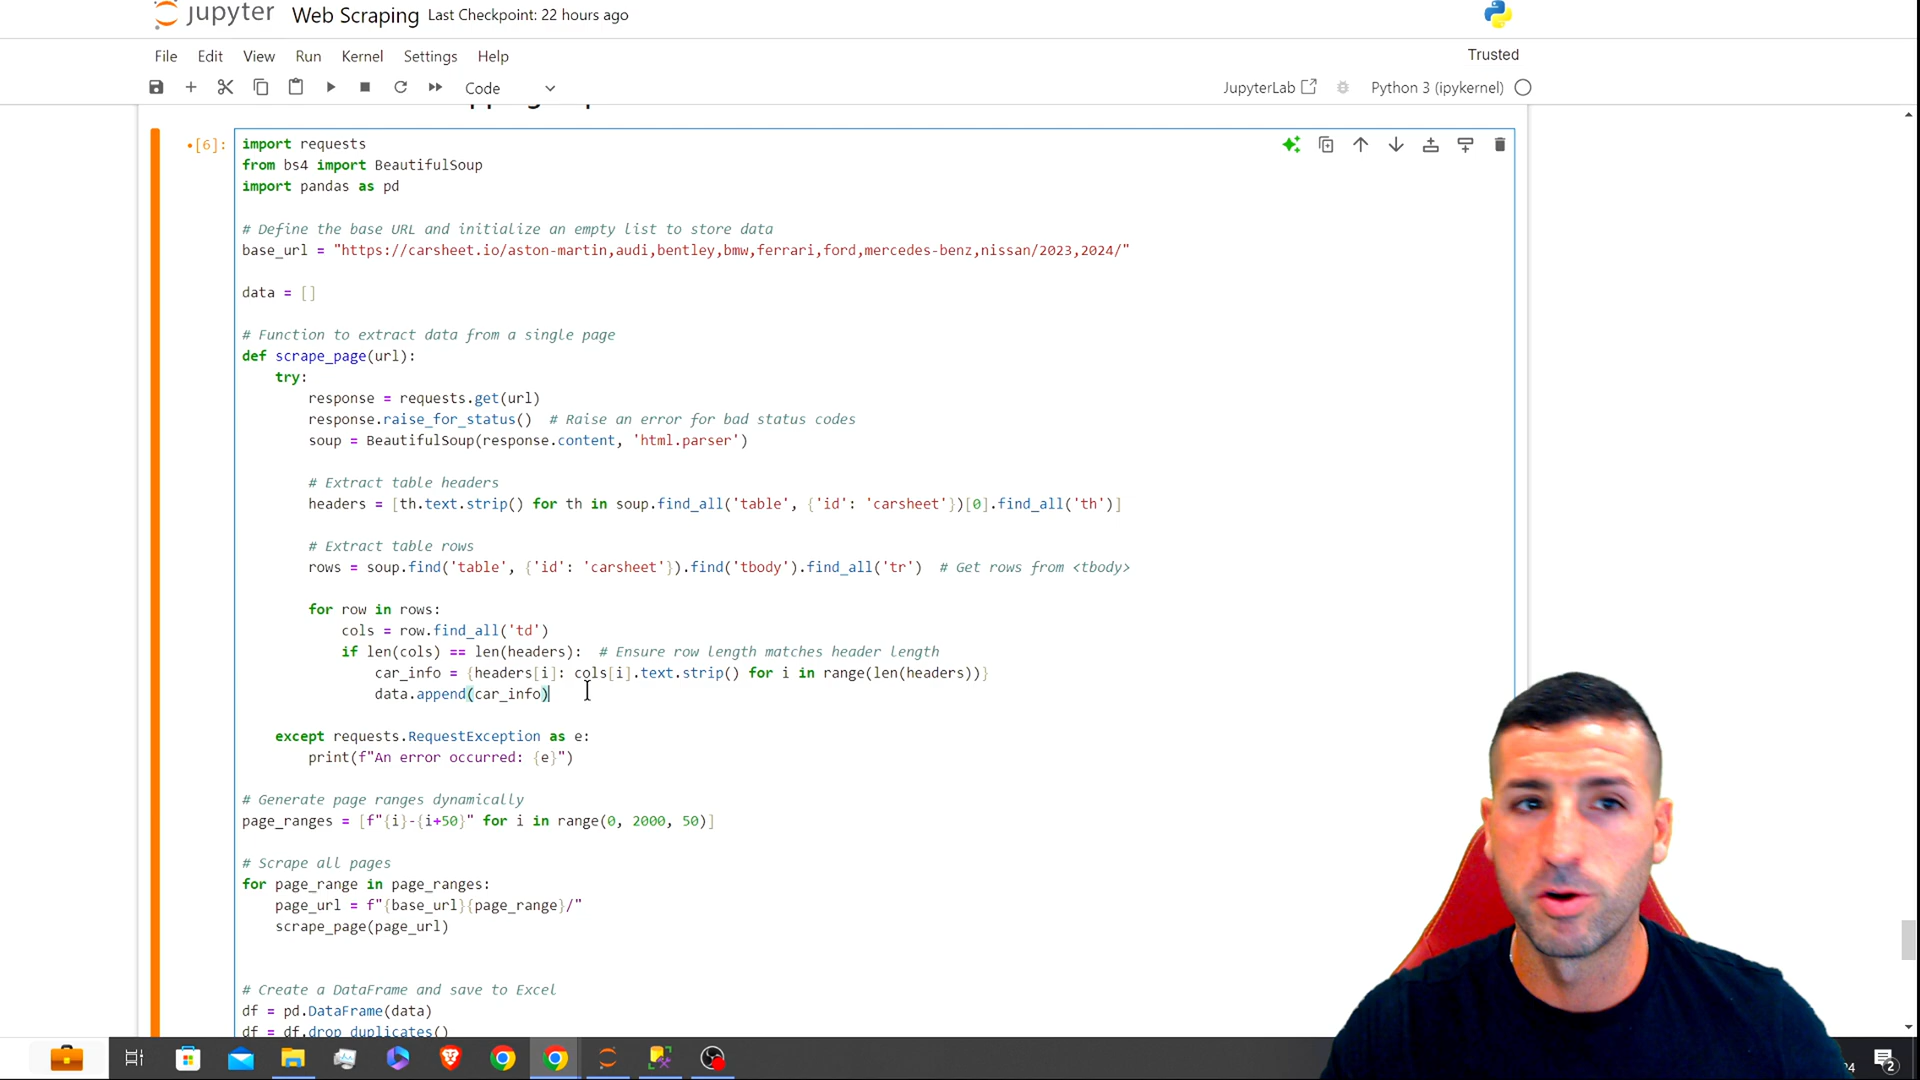 jupyter Web Scraping Last Checkpoint: 22 hours ago
File Edit View Run Kernel Settings Help
Trusted
Code
JupyterLab
Python 3 (ipykernel)
•[6]:
import requests
from bs4 import BeautifulSoup
import pandas as pd
# Define the base URL and initialize an empty list to store data
base_url = "https://carsheet.io/aston-martin,audi,bentley,bmw,ferrari,ford,mercedes-benz,nissan/2023,2024/"
data = []
# Function to extract data from a single page
def scrape_page(url):
try:
response = requests.get(url)
response.raise_for_status()  # Raise an error for bad status codes
soup = BeautifulSoup(response.content, 'html.parser')
# Extract table headers
headers = [th.text.strip() for th in soup.find_all('table', {'id': 'carsheet'})[0].find_all('th')]
# Extract table rows
rows = soup.find('table', {'id': 'carsheet'}).find('tbody').find_all('tr')  # Get rows from <tbody>
for row in rows:
cols = row.find_all('td')
if len(cols) == len(headers):  # Ensure row length matches header length
car_info = {headers[i]: cols[i].text.strip() for i in range(len(headers))}
data.append(car_info)
except requests.RequestException as e:
print(f"An error occurred: {e}")
# Generate page ranges dynamically
page_ranges = [f"{i}-{i+50}" for i in range(0, 2000, 50)]
# Scrape all pages
for page_range in page_ranges:
page_url = f"{base_url}{page_range}/"
scrape_page(page_url)
# Create a DataFrame and save to Excel
df = pd.DataFrame(data)
df = df.drop_duplicates()
24
2